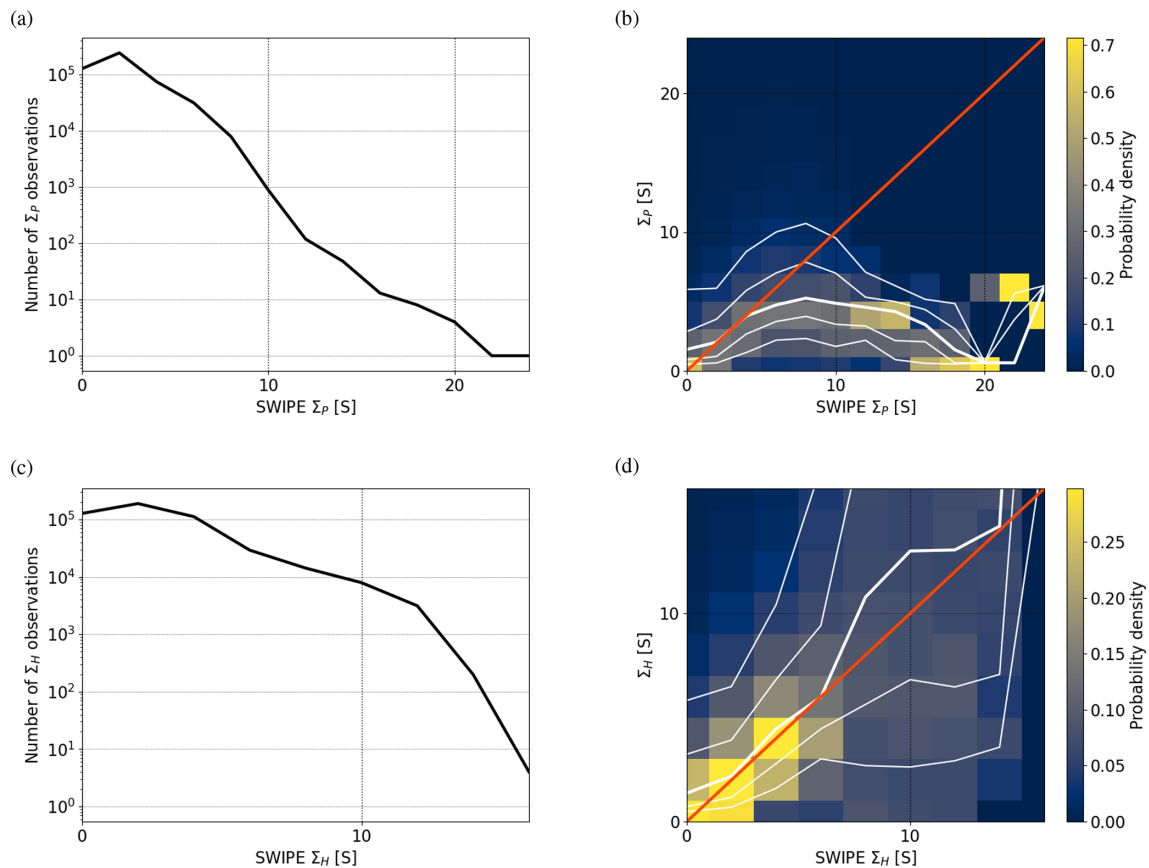 (a)
(b)
Number of Σ_P observations
10^5
10^4
10^3
10^2
10^1
10^0
0
10
20
SWIPE Σ_P [S]
Σ_P [S]
20
10
0
0
10
20
SWIPE Σ_P [S]
0.7
0.6
0.5
0.4
0.3
0.2
0.1
0.0
Probability density
(c)
(d)
Number of Σ_H observations
10^5
10^4
10^3
10^2
10^1
10^0
0
10
SWIPE Σ_H [S]
Σ_H [S]
10
0
0
10
SWIPE Σ_H [S]
0.25
0.20
0.15
0.10
0.05
0.00
Probability density